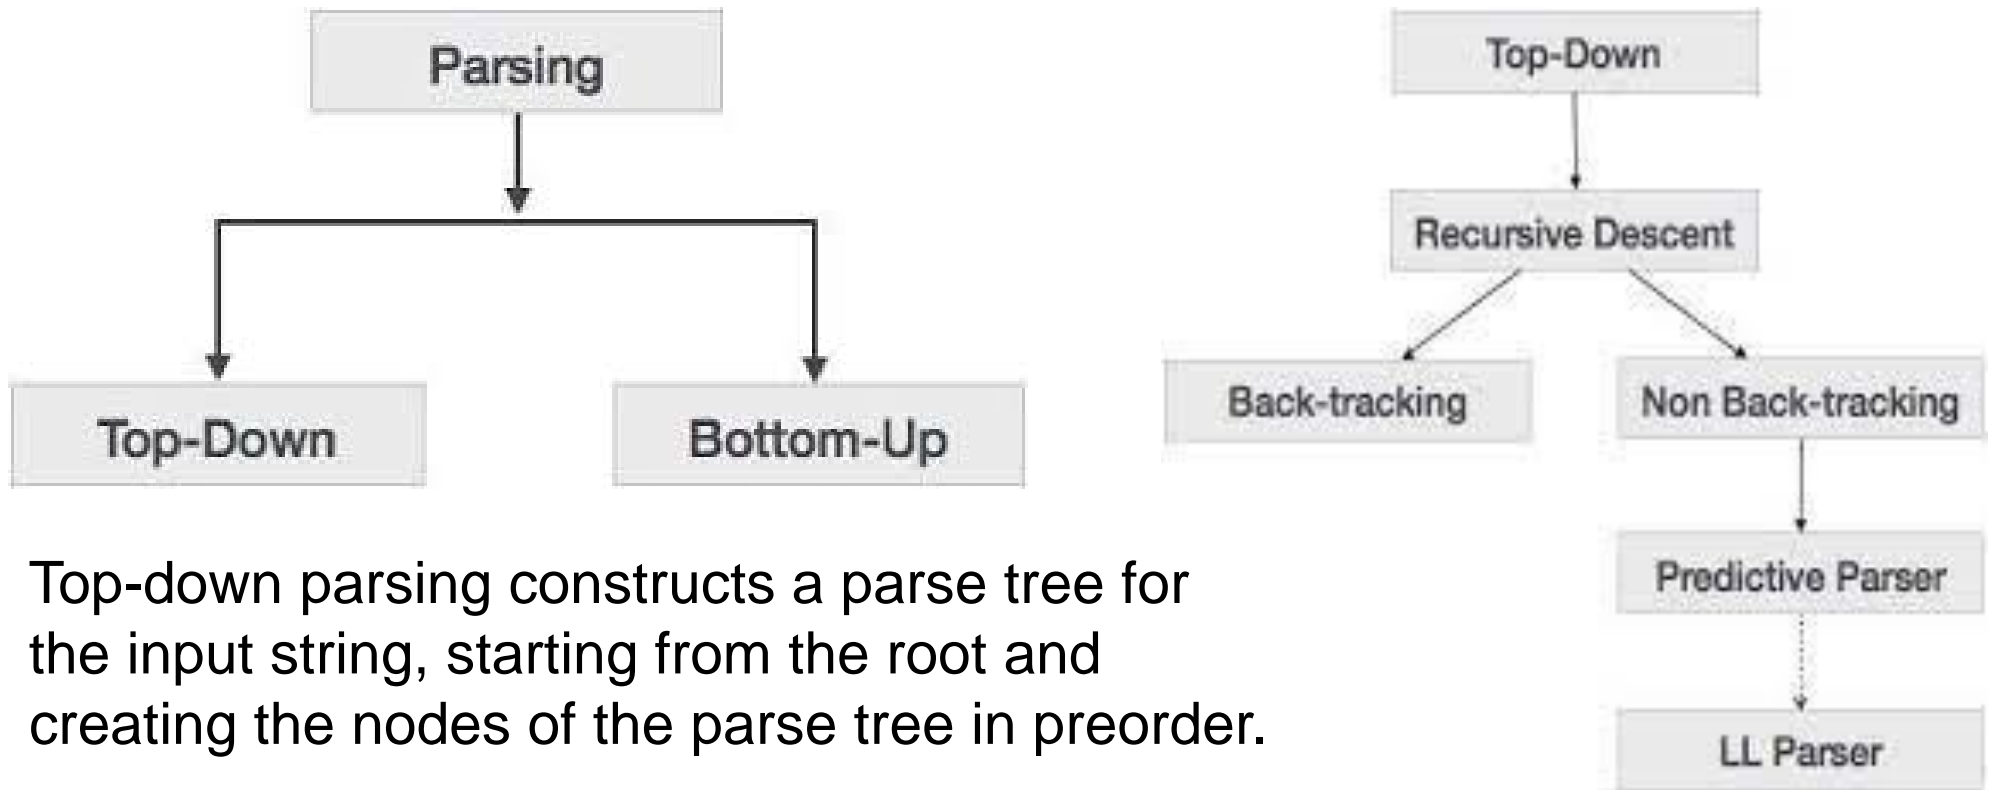 Parsing
Top-Down
Bottom-Up
Top-Down
Recursive Descent
Back-tracking
Non Back-tracking
Predictive Parser
LL Parser
Top-down parsing constructs a parse tree for
the input string, starting from the root and
creating the nodes of the parse tree in preorder.